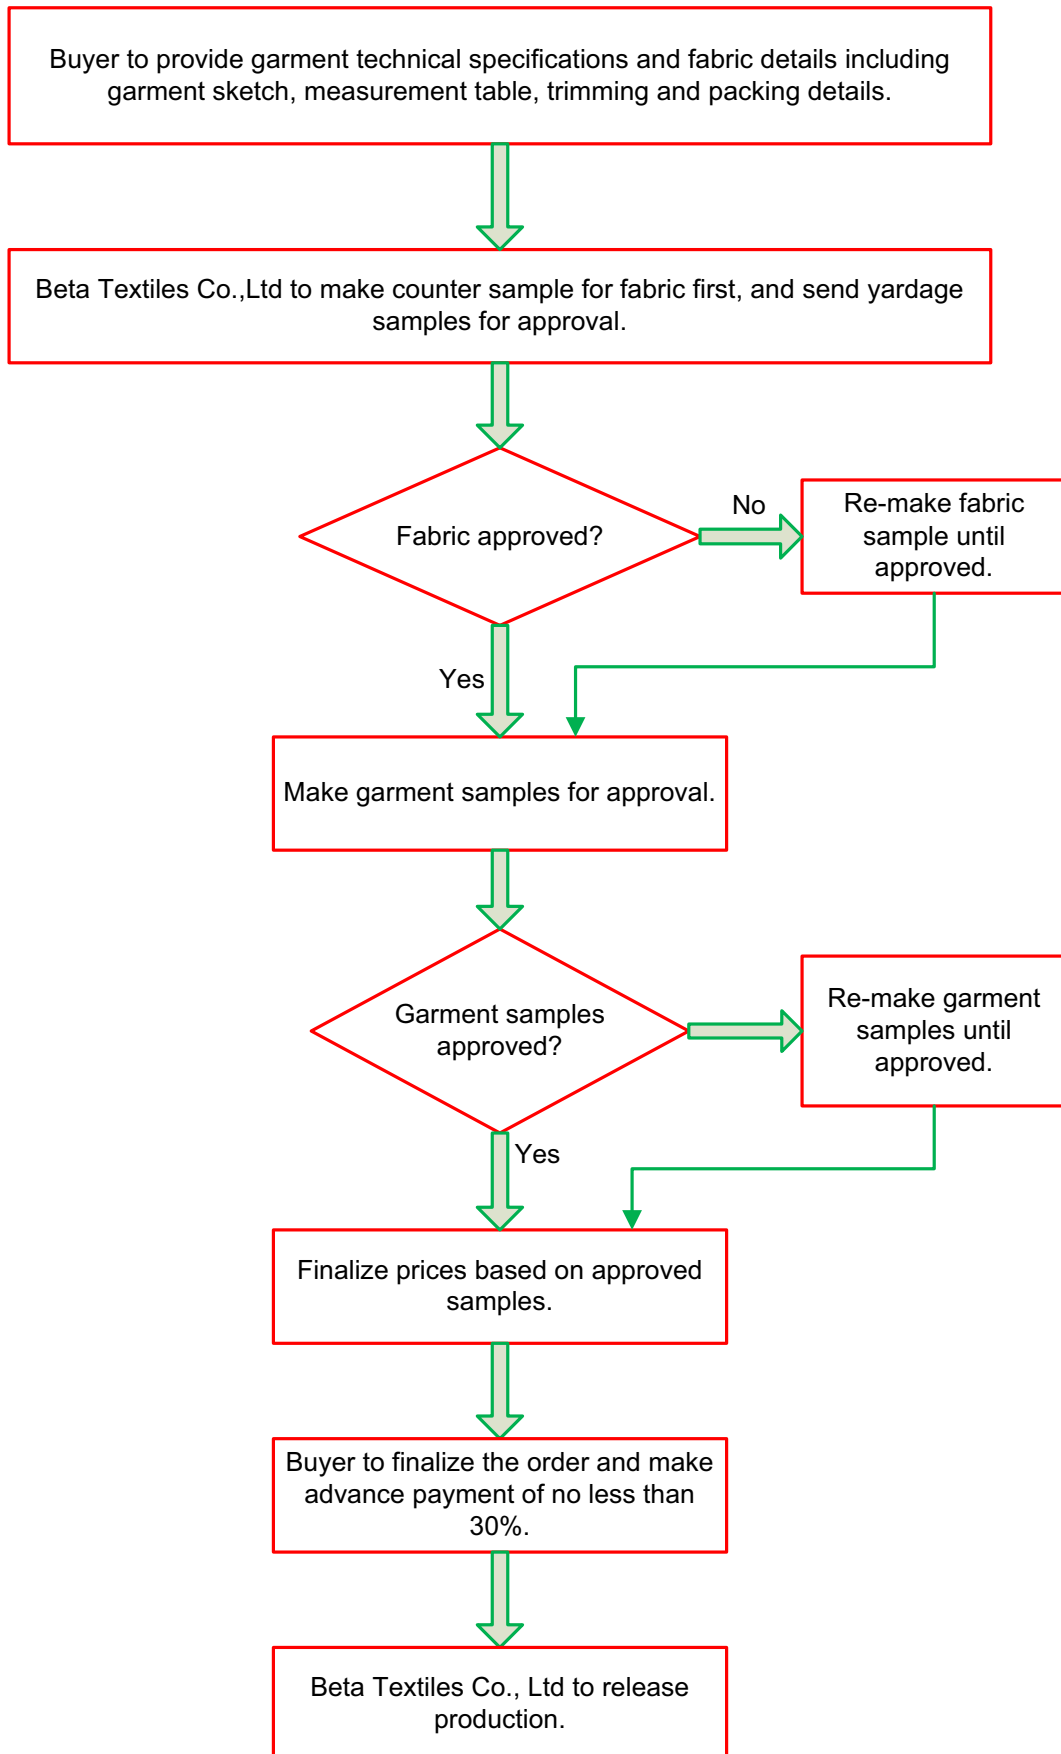 Buyer to provide garment technical specifications and fabric details including
garment sketch, measurement table, trimming and packing details.
Beta Textiles Co.,Ltd to make counter sample for fabric first, and send yardage
samples for approval.
Fabric approved?
No
Re-make fabric
sample until
approved.
Yes
Make garment samples for approval.
Garment samples
approved?
Re-make garment
samples until
approved.
Yes
Finalize prices based on approved
samples.
Buyer to finalize the order and make
advance payment of no less than
30%.
Beta Textiles Co., Ltd to release
production.